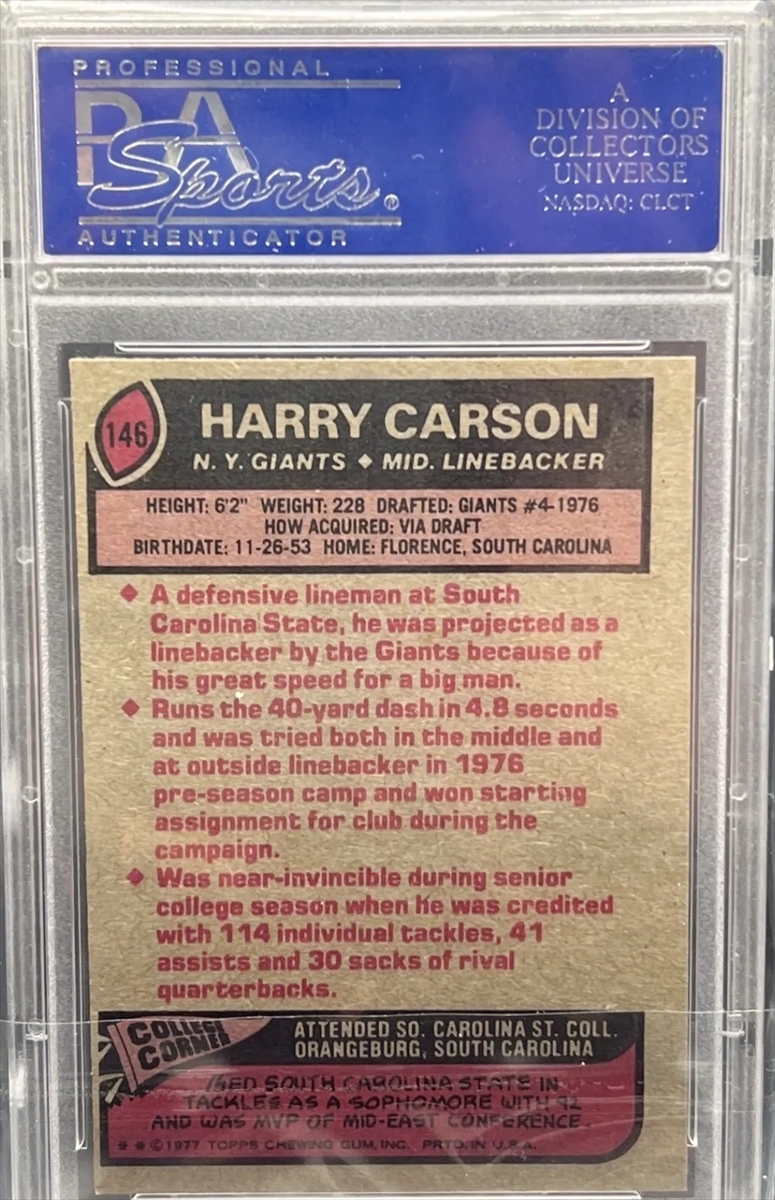 PROFESSIONAL
PSA
Sports®
AUTHENTICATOR
A
DIVISION OF
COLLECTORS
UNIVERSE
NASDAQ: CLCT
146
HARRY CARSON
N. Y. GIANTS ♦ MID. LINEBACKER
HEIGHT: 6'2" WEIGHT: 228 DRAFTED: GIANTS #4-1976
HOW ACQUIRED: VIA DRAFT
BIRTHDATE: 11-26-53 HOME: FLORENCE, SOUTH CAROLINA
♦ A defensive lineman at South
Carolina State, he was projected as a
linebacker by the Giants because of
his great speed for a big man.
♦ Runs the 40-yard dash in 4.8 seconds
and was tried both in the middle and
at outside linebacker in 1976
pre-season camp and won starting
assignment for club during the
campaign.
♦ Was near-invincible during senior
college season when he was credited
with 114 individual tackles, 41
assists and 30 sacks of rival
quarterbacks.
COLLEGE
CORNER
ATTENDED SO. CAROLINA ST. COLL.
ORANGEBURG, SOUTH CAROLINA
SOUTH CAROLINA STATE IN
TACKLES AS A SOPHOMORE WITH 92
AND WAS MVP OF MID-EAST CONFERENCE.
* * © 1977 TOPPS CHEWING GUM, INC. PRTD. IN U.S.A.